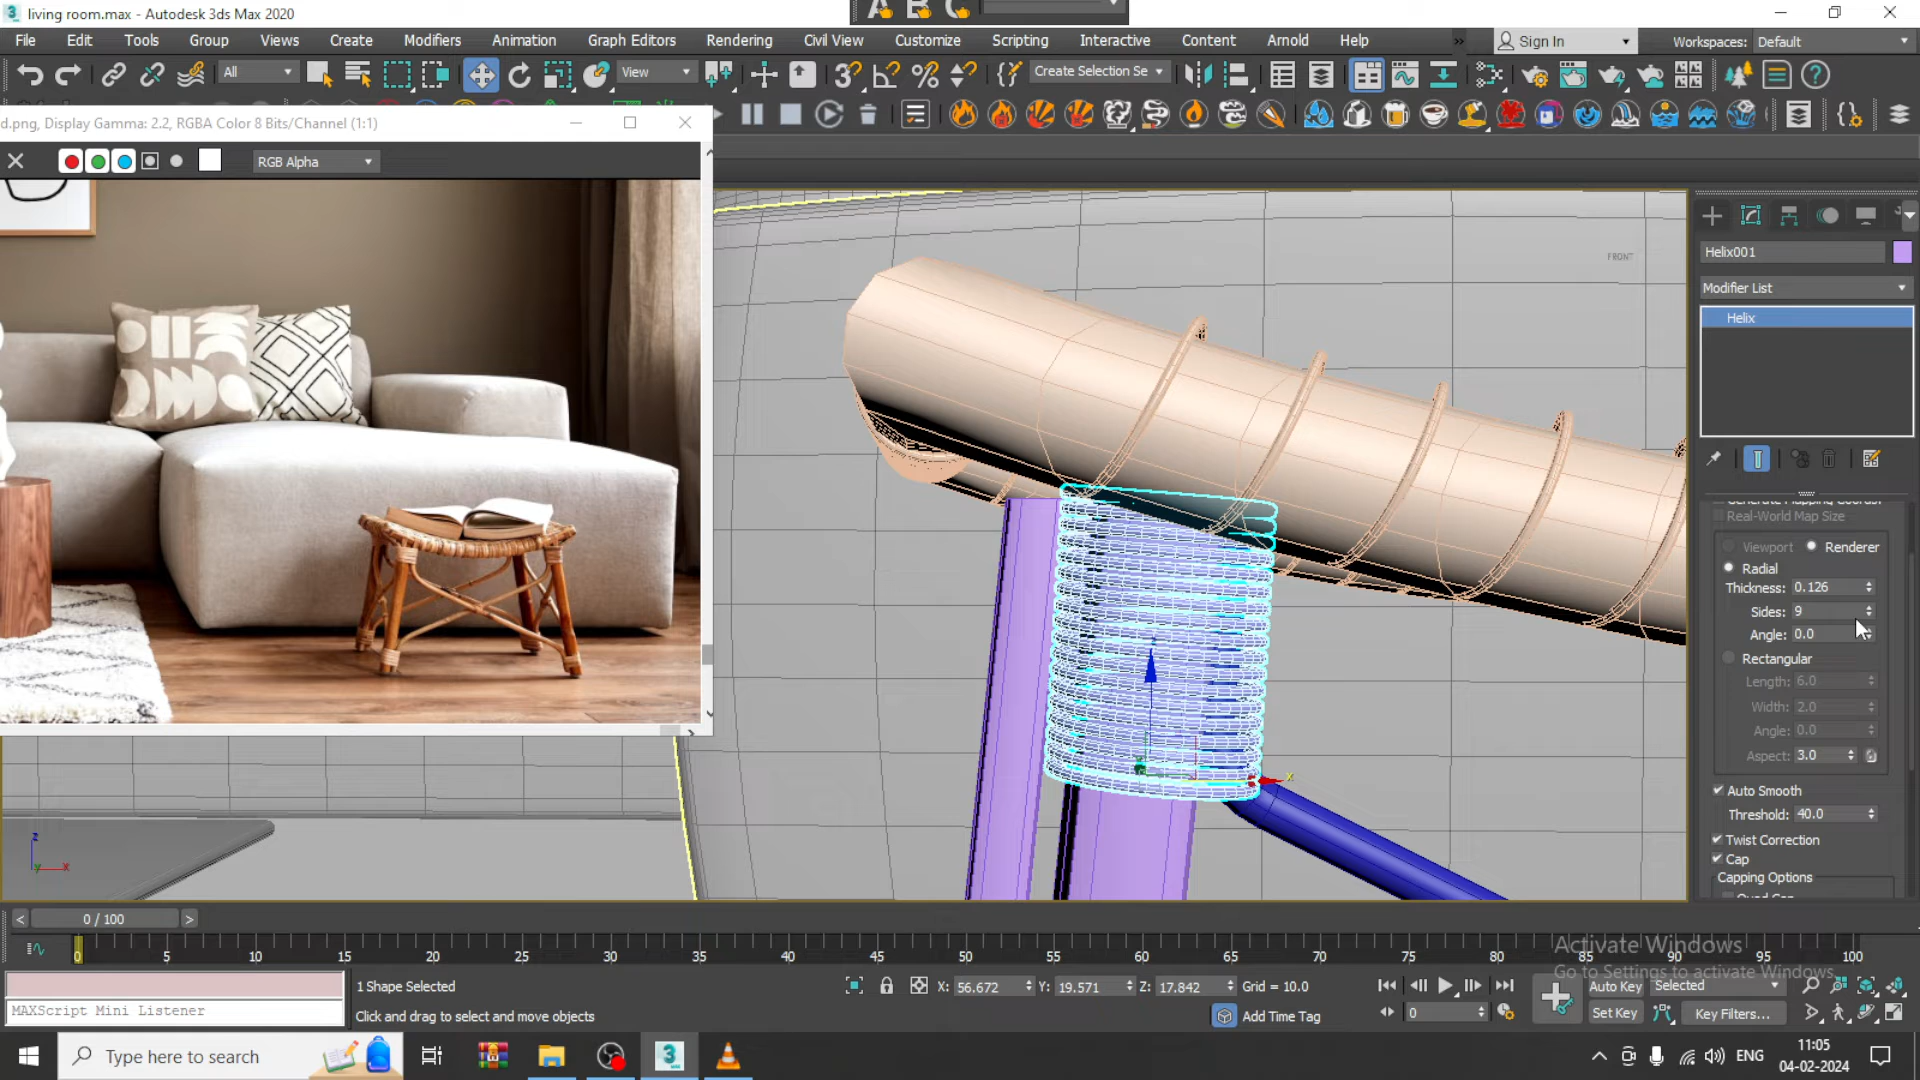 living room.max - Autodesk 3ds Max 2020
File Edit Tools Group Views Create Modifiers Animation Graph Editors Rendering Civil View Customize Scripting Interactive Content Arnold Help
Sign In
Workspaces: Default
All
View
Create Selection Se
d.png, Display Gamma: 2.2, RGBA Color 8 Bits/Channel (1:1)
RGB Alpha
FRONT
Helix001
Modifier List
Helix
Generate Mapping Coords.
Real-World Map Size
Viewport Renderer
Radial
Thickness: 0.126
Sides: 9
Angle: 0.0
Rectangular
Length: 6.0
Width: 2.0
Angle: 0.0
Aspect: 3.0
Auto Smooth
Threshold: 40.0
Twist Correction
Cap
Capping Options
Quad Cap
z
x
y
z
x
0 / 100
0 5 10 15 20 25 30 35 40 45 50 55 60 65 70 75 80 85 90 95 100
Activate Windows
Go to Settings to activate Windows.
1 Shape Selected
X: 56.672 Y: 19.571 Z: 17.842 Grid = 10.0
Auto Key Selected
MAXScript Mini Listener
Click and drag to select and move objects
Add Time Tag
0
Set Key Key Filters...
Type here to search
ENG
11:05
04-02-2024